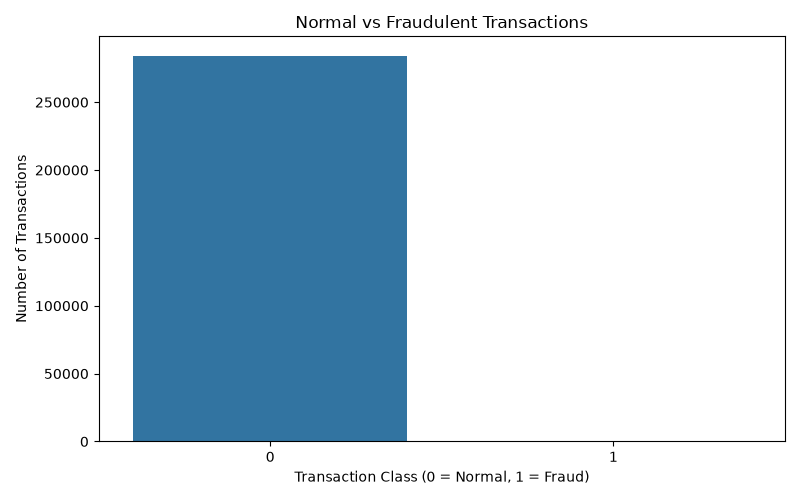 Normal vs Fraudulent Transactions
Number of Transactions
250000
200000
150000
100000
50000
0
0 1
Transaction Class (0 = Normal, 1 = Fraud)